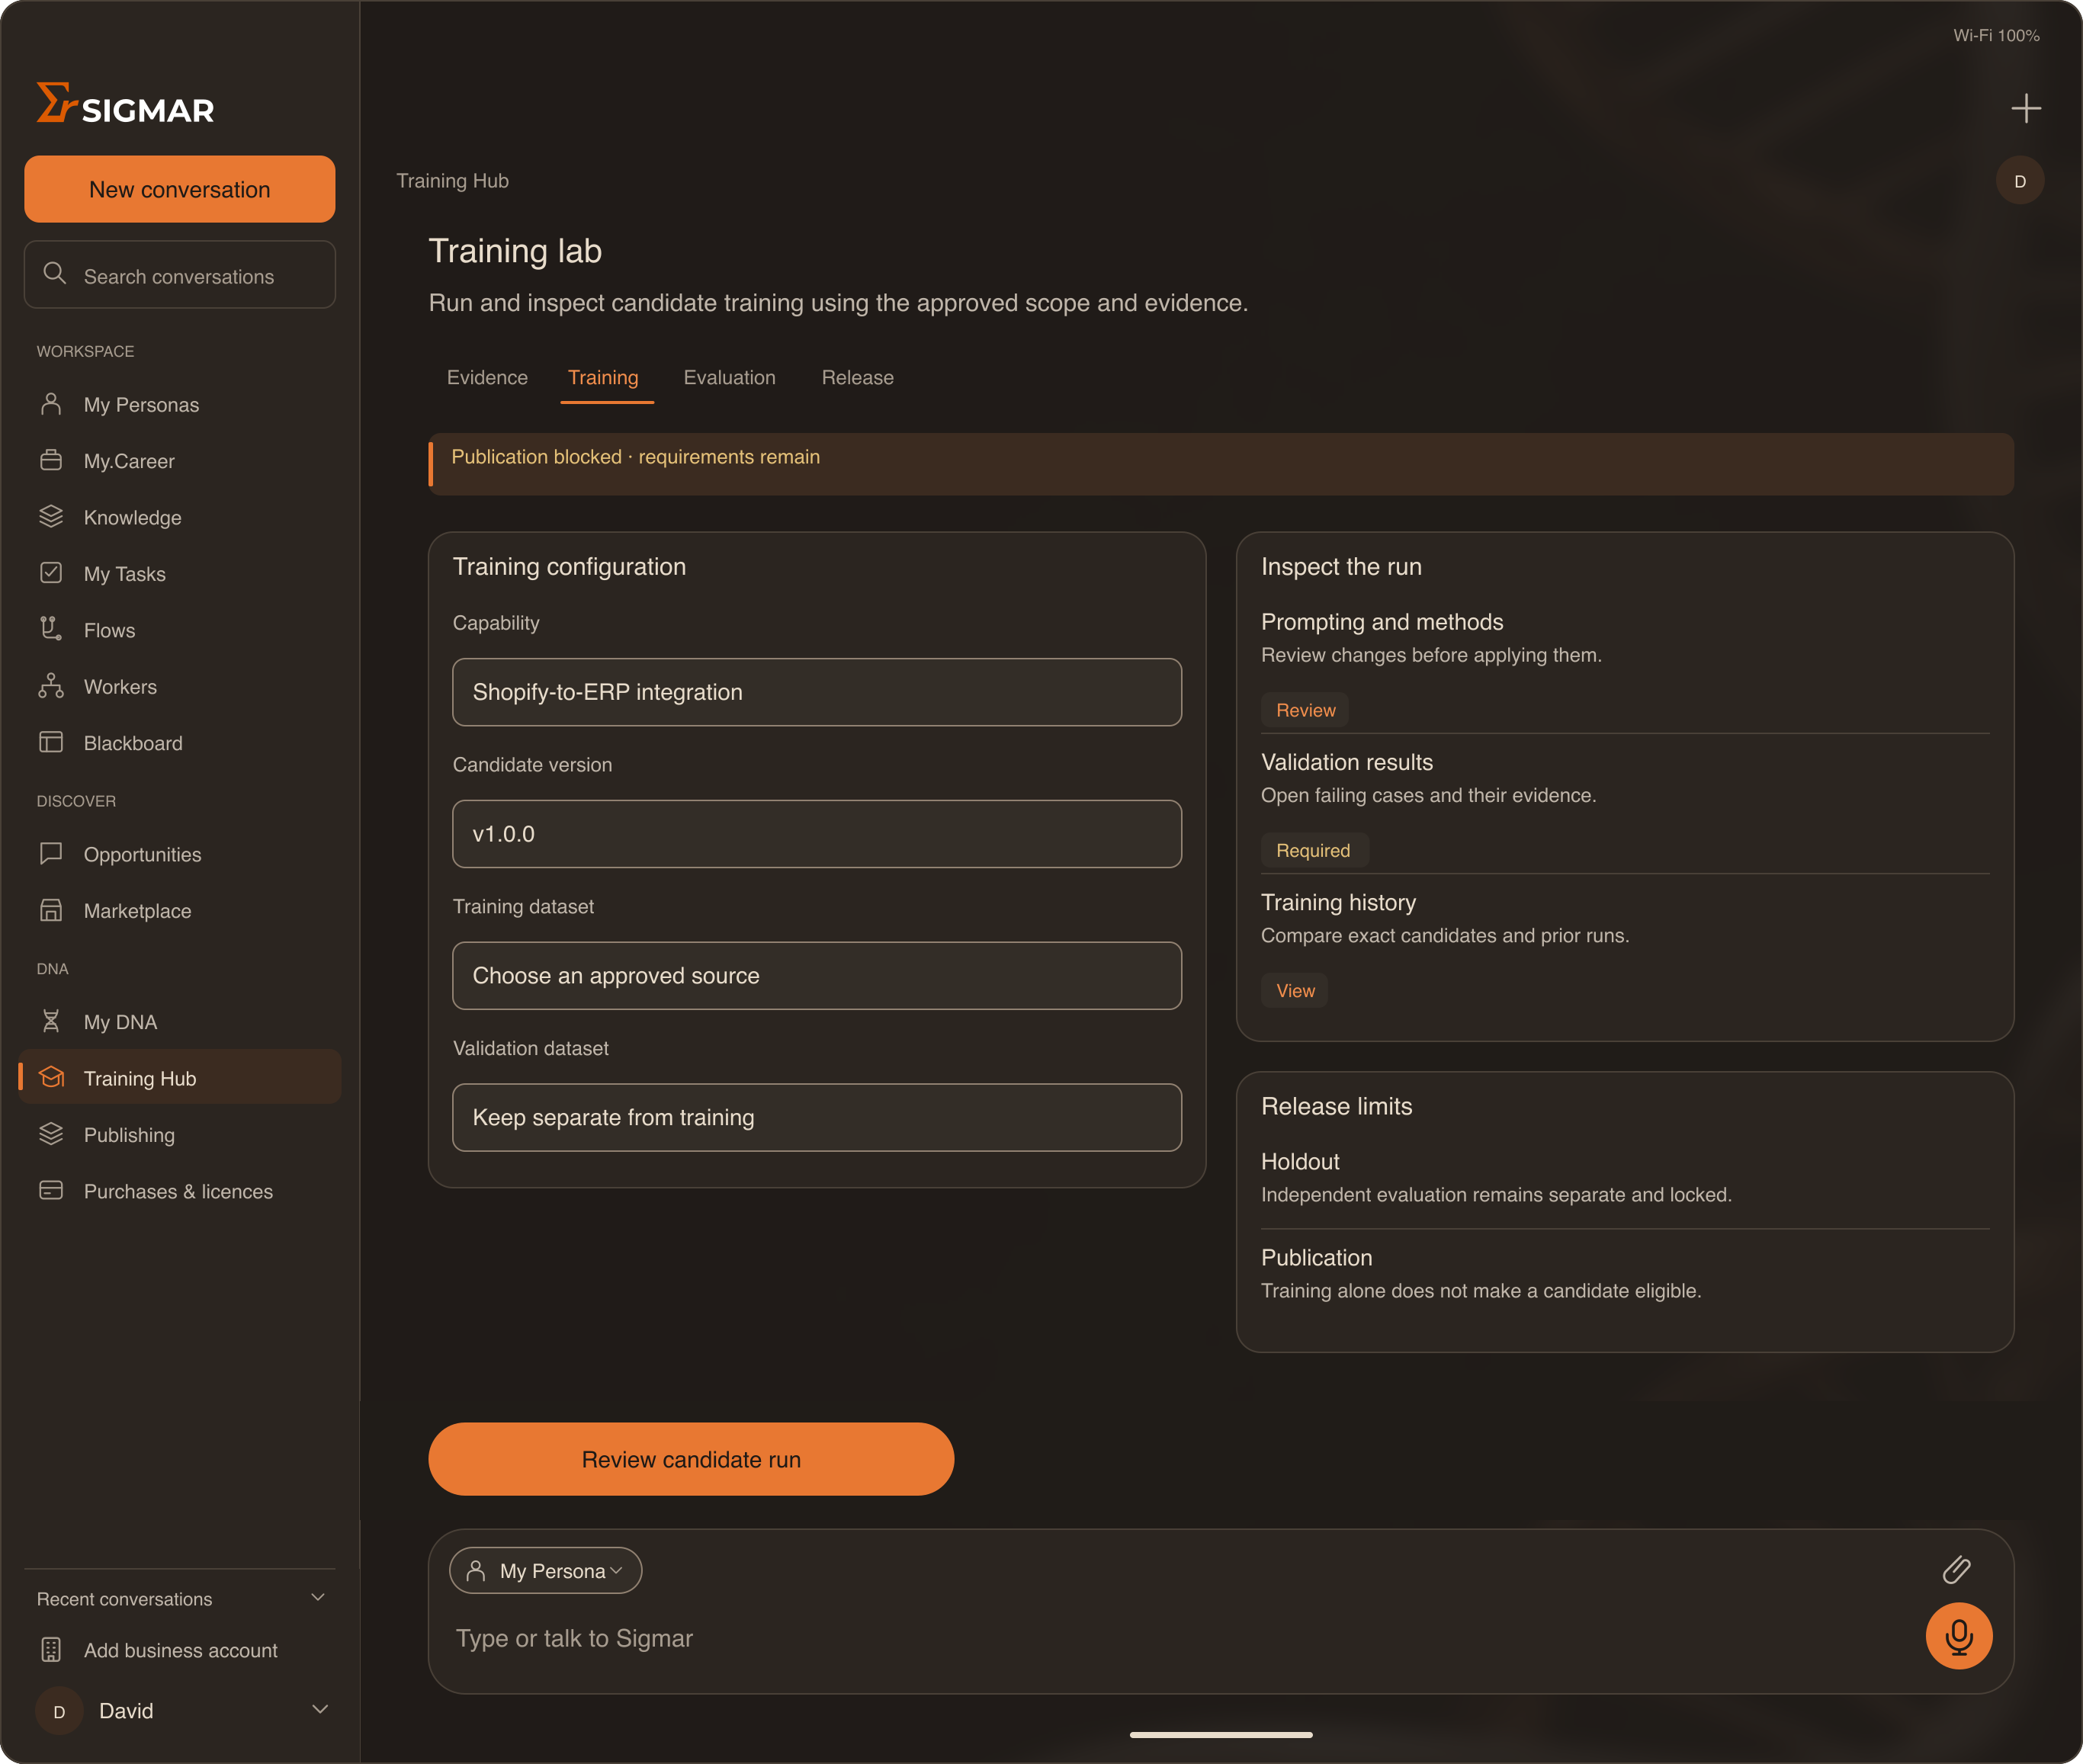 Wi-Fi 100%
Σr SIGMAR
New conversation
Search conversations
WORKSPACE
My Personas
My.Career
Knowledge
My Tasks
Flows
Workers
Blackboard
DISCOVER
Opportunities
Marketplace
DNA
My DNA
Training Hub
Publishing
Purchases & licences
Recent conversations
Add business account
D
David
Training Hub
D
Training lab
Run and inspect candidate training using the approved scope and evidence.
Evidence
Training
Evaluation
Release
Publication blocked · requirements remain
Training configuration
Capability
Shopify-to-ERP integration
Candidate version
v1.0.0
Training dataset
Choose an approved source
Validation dataset
Keep separate from training
Inspect the run
Prompting and methods
Review changes before applying them.
Review
Validation results
Open failing cases and their evidence.
Required
Training history
Compare exact candidates and prior runs.
View
Release limits
Holdout
Independent evaluation remains separate and locked.
Publication
Training alone does not make a candidate eligible.
Review candidate run
My Persona
Type or talk to Sigmar